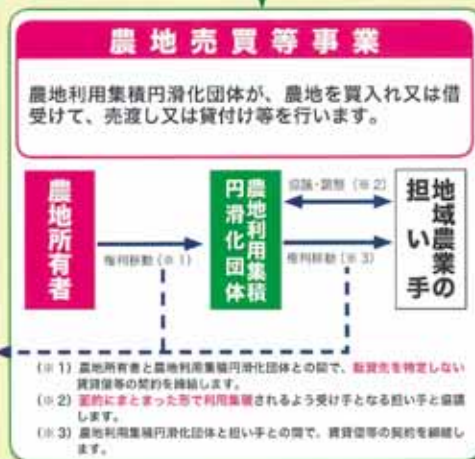 農地売買等事業
農地利用集積円滑化団体が、農地を買入れ又は借
受けて、売渡し又は貸付け等を行います。
農地所有者
権利移動(※1)
農地利用集積
円滑化団体
協議・調整(※2)
権利移動(※3)
地域農業の
担い手
(※1)農地所有者と農地利用集積円滑化団体との間で、転貸先を特定しない
賃貸借等の契約を締結します。
(※2)面的にまとまった形で利用集積されるよう受け手となる担い手と協議
します。
(※3)農地利用集積円滑化団体と担い手との間で、賃貸借等の契約を締結し
ます。